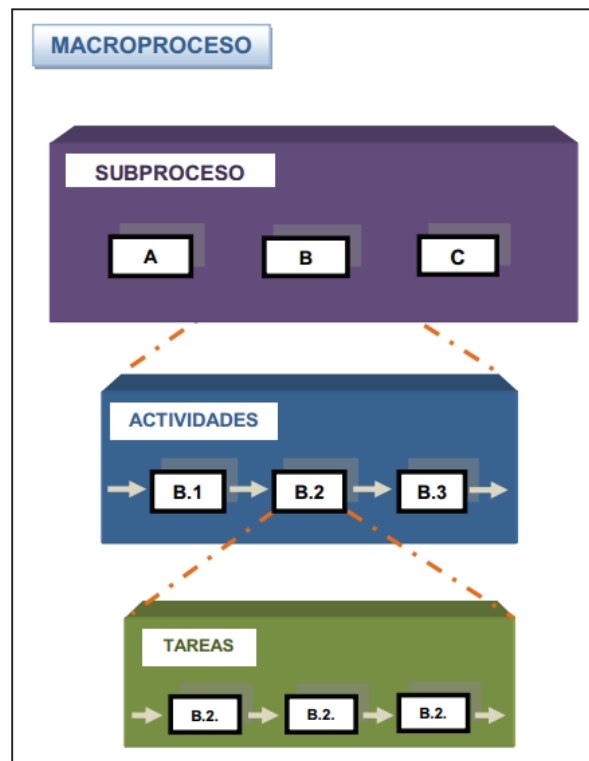 MACROPROCESO
SUBPROCESO
A B C
ACTIVIDADES
B.1 B.2 B.3
TAREAS
B.2. B.2. B.2.